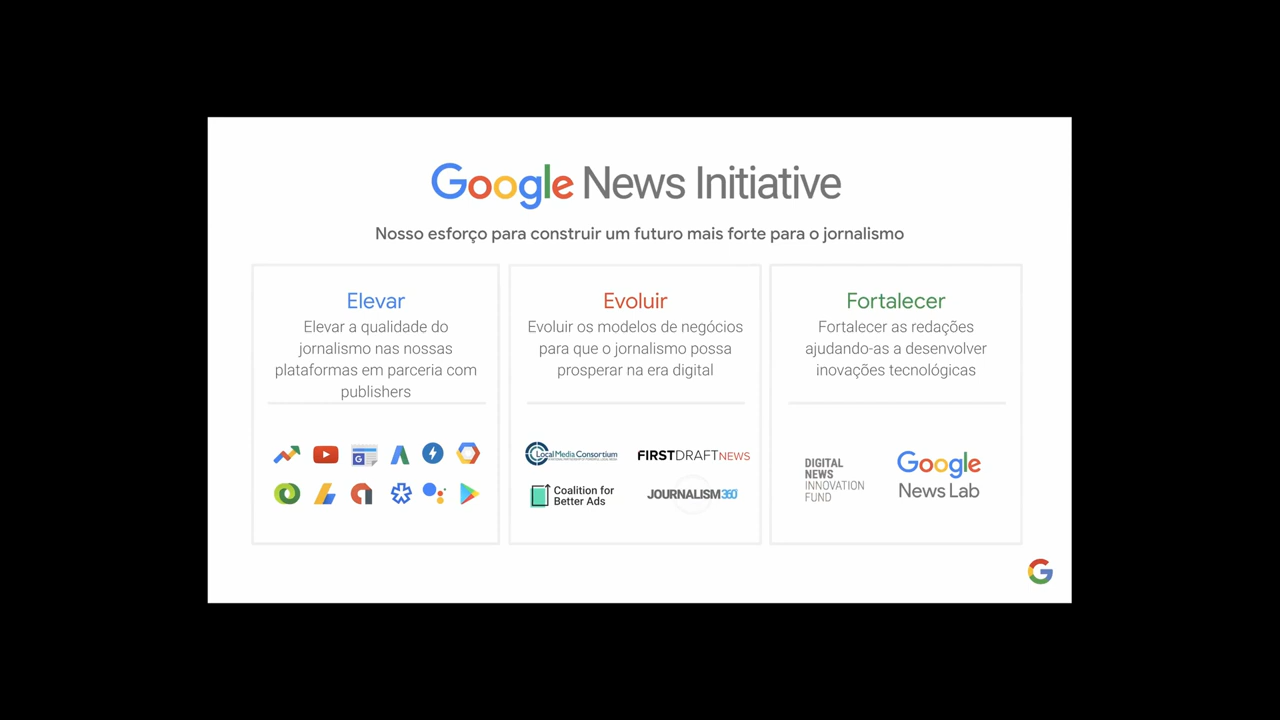 Google News Initiative
Nosso esforço para construir um futuro mais forte para o jornalismo
Elevar
Elevar a qualidade do
jornalismo nas nossas
plataformas em parceria com
publishers
Evoluir
Evoluir os modelos de negócios
para que o jornalismo possa
prosperar na era digital
Local Media Consortium
FIRSTDRAFTNEWS
Coalition for
Better Ads
JOURNALISM 360°
Fortalecer
Fortalecer as redações
ajudando-as a desenvolver
inovações tecnológicas
DIGITAL
NEWS
INNOVATION
FUND
Google
News Lab